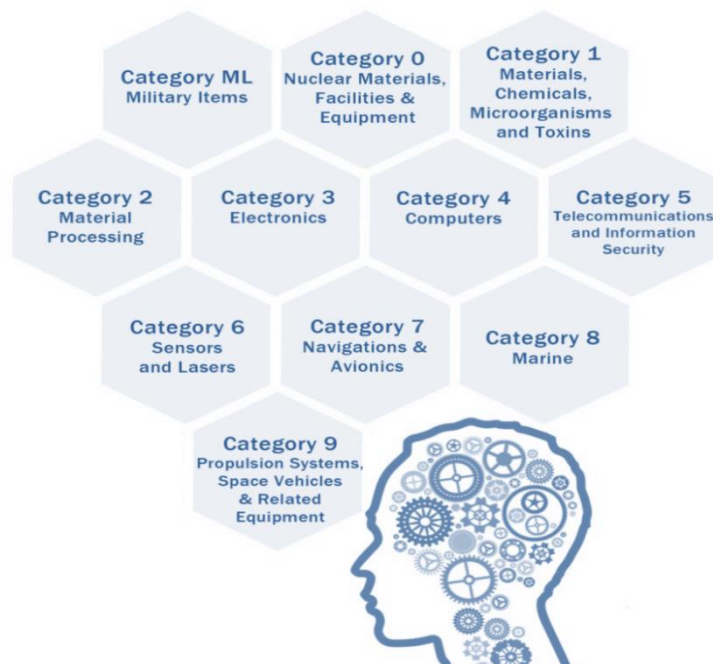 Category ML
Military Items
Category 0
Nuclear Materials,
Facilities &
Equipment
Category 1
Materials,
Chemicals,
Microorganisms
and Toxins
Category 2
Material
Processing
Category 3
Electronics
Category 4
Computers
Category 5
Telecommunications
and Information
Security
Category 6
Sensors
and Lasers
Category 7
Navigations &
Avionics
Category 8
Marine
Category 9
Propulsion Systems,
Space Vehicles
& Related
Equipment